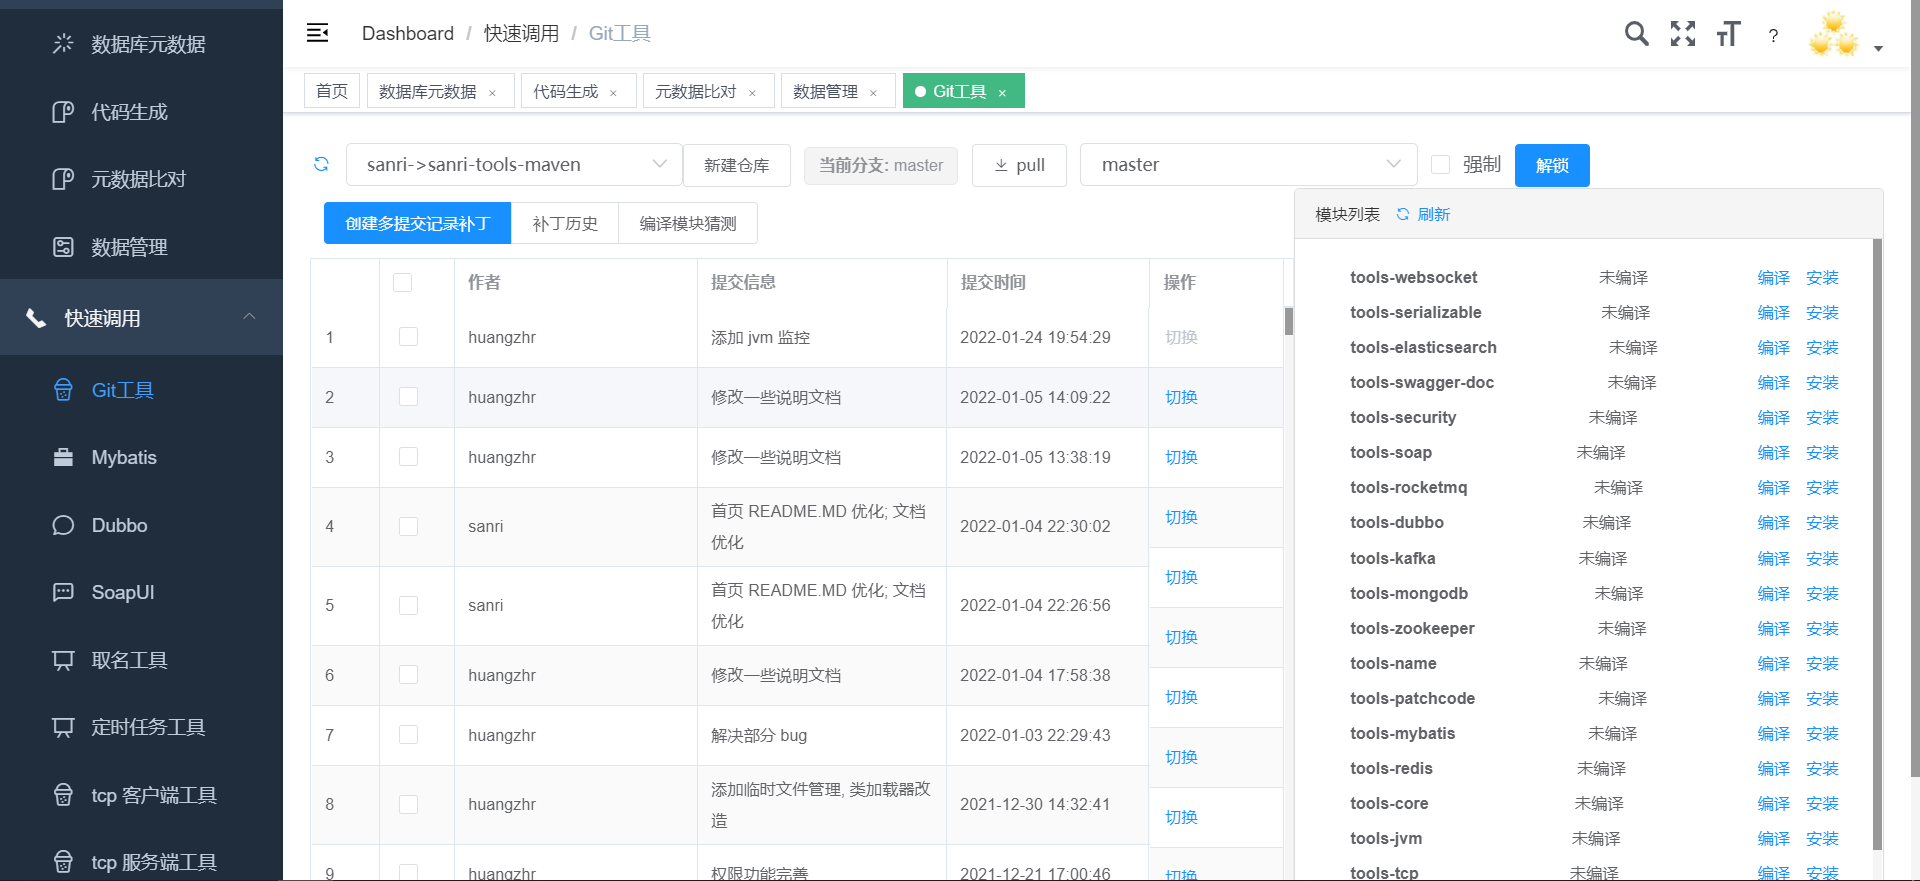 数据库元数据
代码生成
元数据比对
数据管理
快速调用
Git工具
Mybatis
Dubbo
SoapUI
取名工具
定时任务工具
tcp 客户端工具
tcp 服务端工具
Dashboard / 快速调用 / Git工具
?
首页 数据库元数据 × 代码生成 × 元数据比对 × 数据管理 × Git工具 ×
sanri->sanri-tools-maven 新建仓库 当前分支: master pull master 强制 解锁
创建多提交记录补丁 补丁历史 编译模块猜测
作者 提交信息 提交时间 操作
1 huangzhr 添加 jvm 监控 2022-01-24 19:54:29 切换
2 huangzhr 修改一些说明文档 2022-01-05 14:09:22 切换
3 huangzhr 修改一些说明文档 2022-01-05 13:38:19 切换
4 sanri 首页 README.MD 优化; 文档
优化 2022-01-04 22:30:02 切换
5 sanri 首页 README.MD 优化; 文档
优化 2022-01-04 22:26:56 切换
6 huangzhr 修改一些说明文档 2022-01-04 17:58:38 切换
7 huangzhr 解决部分 bug 2022-01-03 22:29:43 切换
8 huangzhr 添加临时文件管理, 类加载器改
造 2021-12-30 14:32:41 切换
9 huangzhr 权限功能完善 2021-12-21 17:00:46 切换
切换
模块列表 刷新
tools-websocket 未编译 编译 安装
tools-serializable 未编译 编译 安装
tools-elasticsearch 未编译 编译 安装
tools-swagger-doc 未编译 编译 安装
tools-security 未编译 编译 安装
tools-soap 未编译 编译 安装
tools-rocketmq 未编译 编译 安装
tools-dubbo 未编译 编译 安装
tools-kafka 未编译 编译 安装
tools-mongodb 未编译 编译 安装
tools-zookeeper 未编译 编译 安装
tools-name 未编译 编译 安装
tools-patchcode 未编译 编译 安装
tools-mybatis 未编译 编译 安装
tools-redis 未编译 编译 安装
tools-core 未编译 编译 安装
tools-jvm 未编译 编译 安装
tools-tcp 未编译 编译 安装